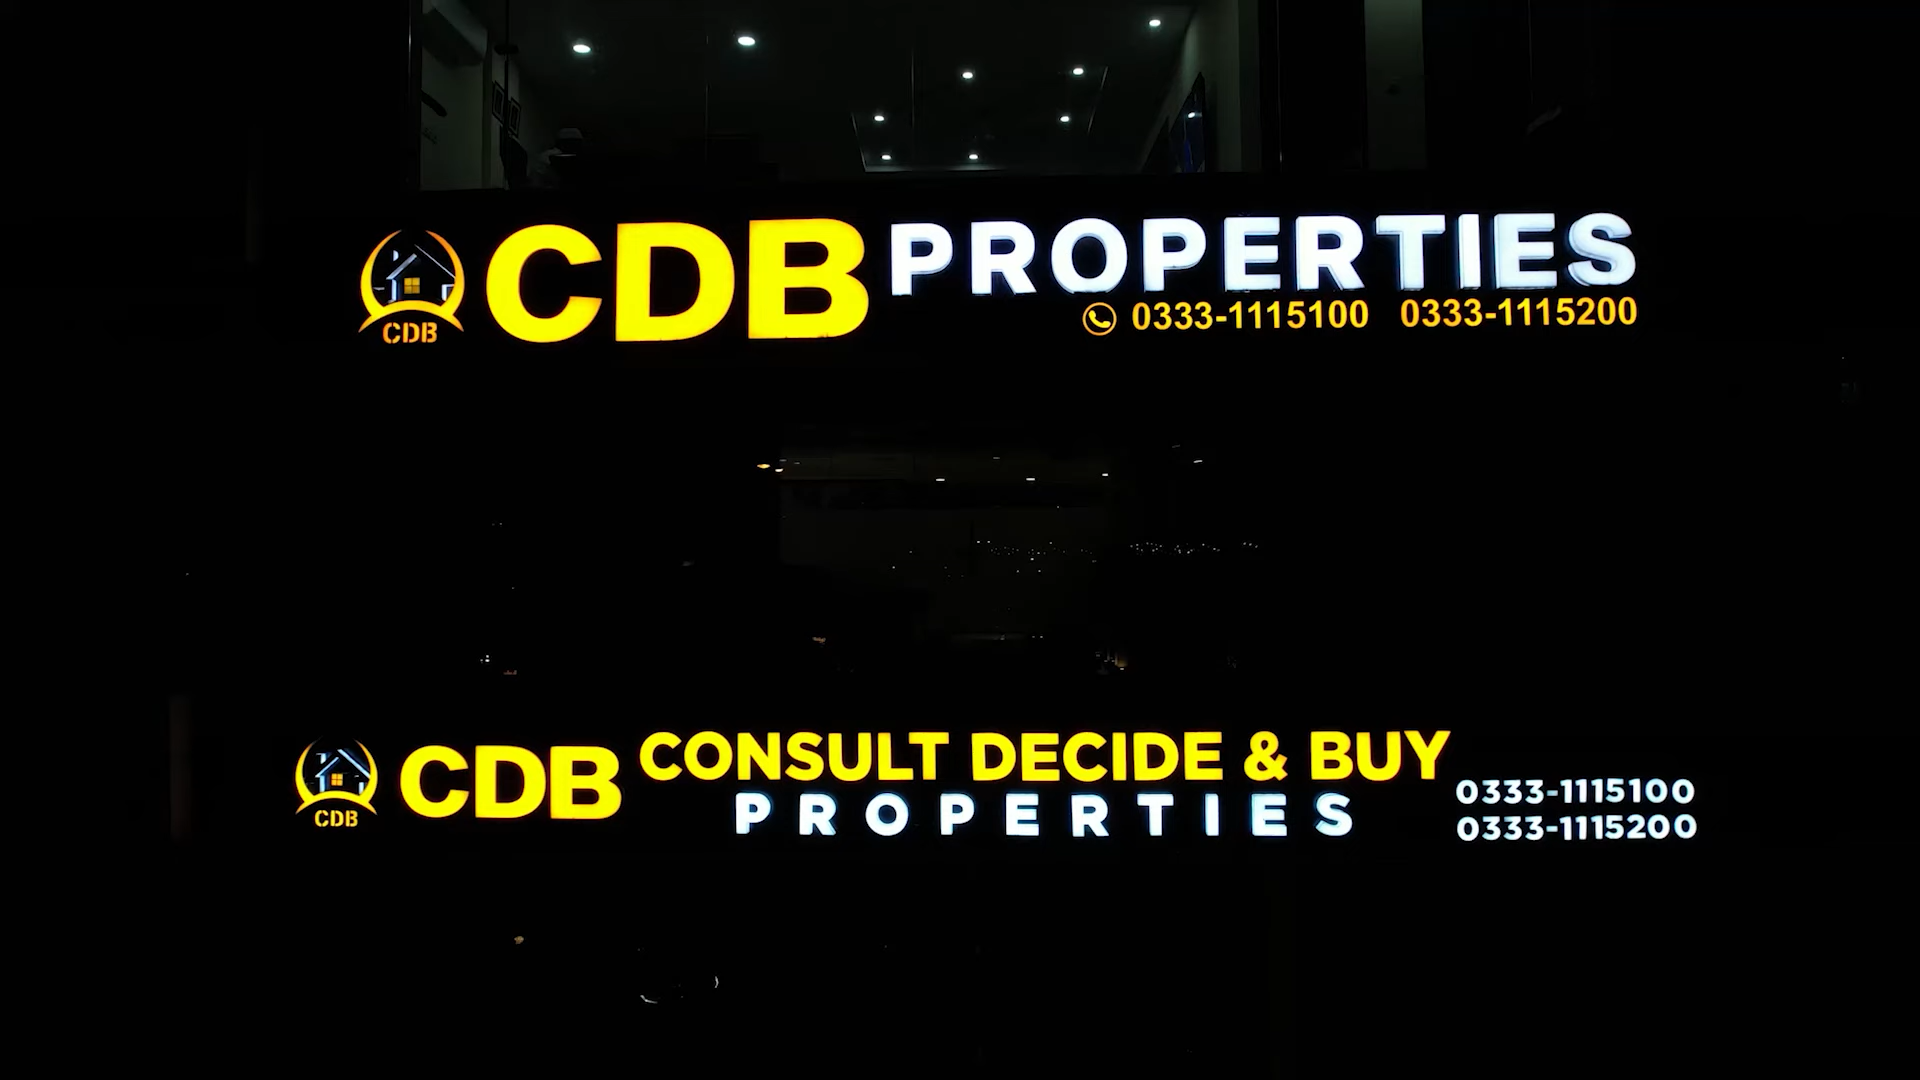 CDB PROPERTIES
CDB
0333-1115100 0333-1115200
CDB CONSULT DECIDE & BUY
PROPERTIES
CDB
0333-1115100
0333-1115200